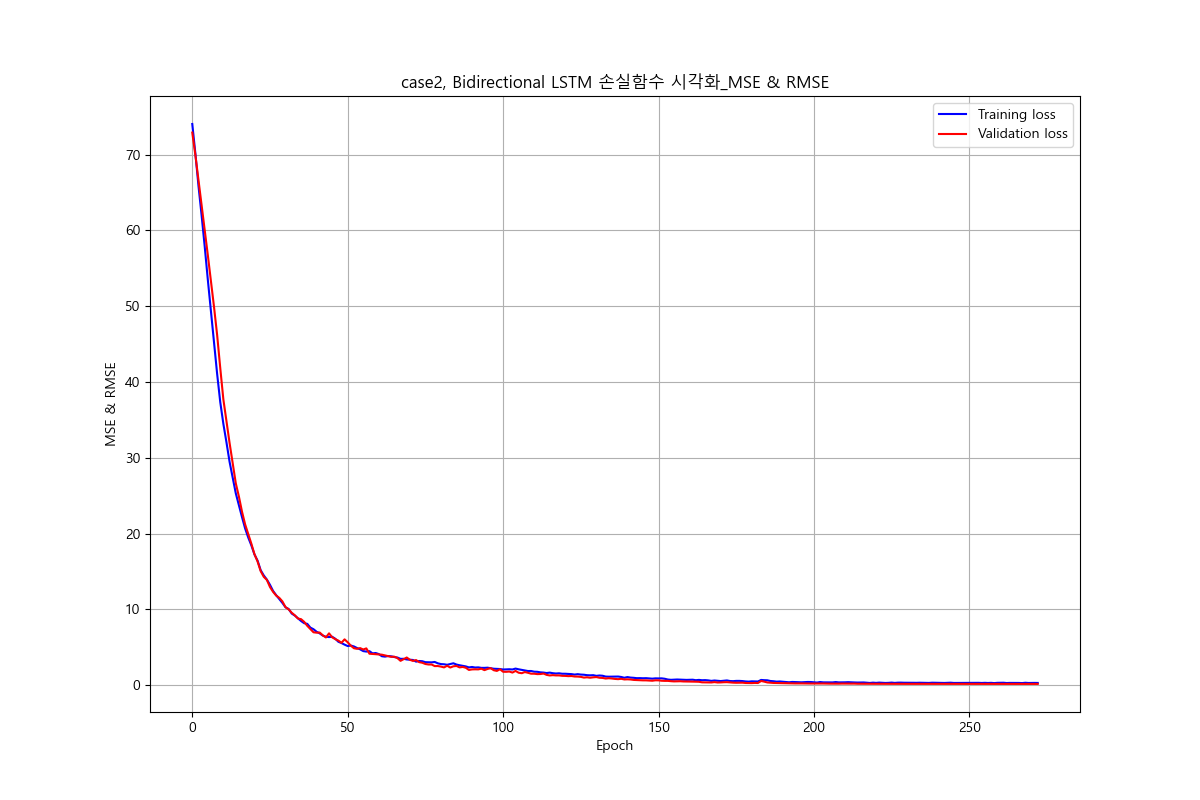 case2, Bidirectional LSTM 손실함수 시각화_MSE & RMSE
Training loss
Validation loss
MSE & RMSE
70
60
50
40
30
20
10
0
0 50 100 150 200 250
Epoch